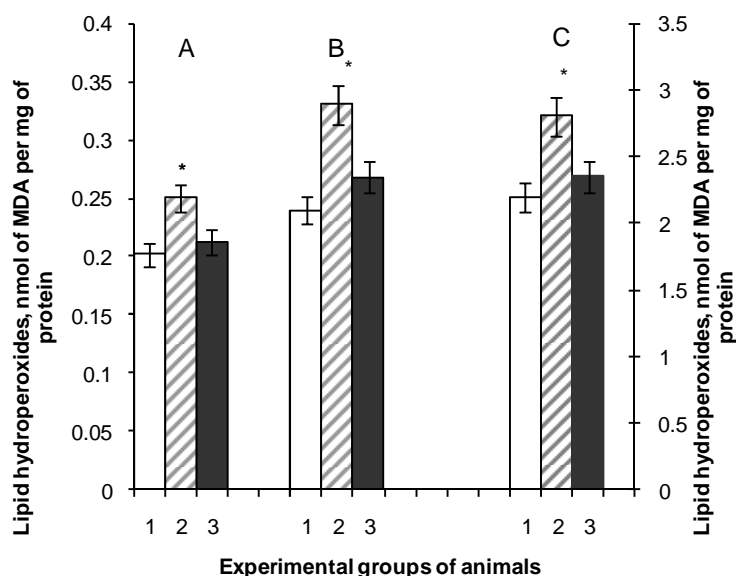 Lipid hydroperoxides, nmol of MDA per mg of
protein
0.4
0.35
0.3
0.25
0.2
0.15
0.1
0.05
0
A
*
B
*
C
*
3.5
3
2.5
2
1.5
1
0.5
0
Lipid hydroperoxides, nmol of MDA per mg of
protein
1 2 3 1 2 3 1 2 3
Experimental groups of animals